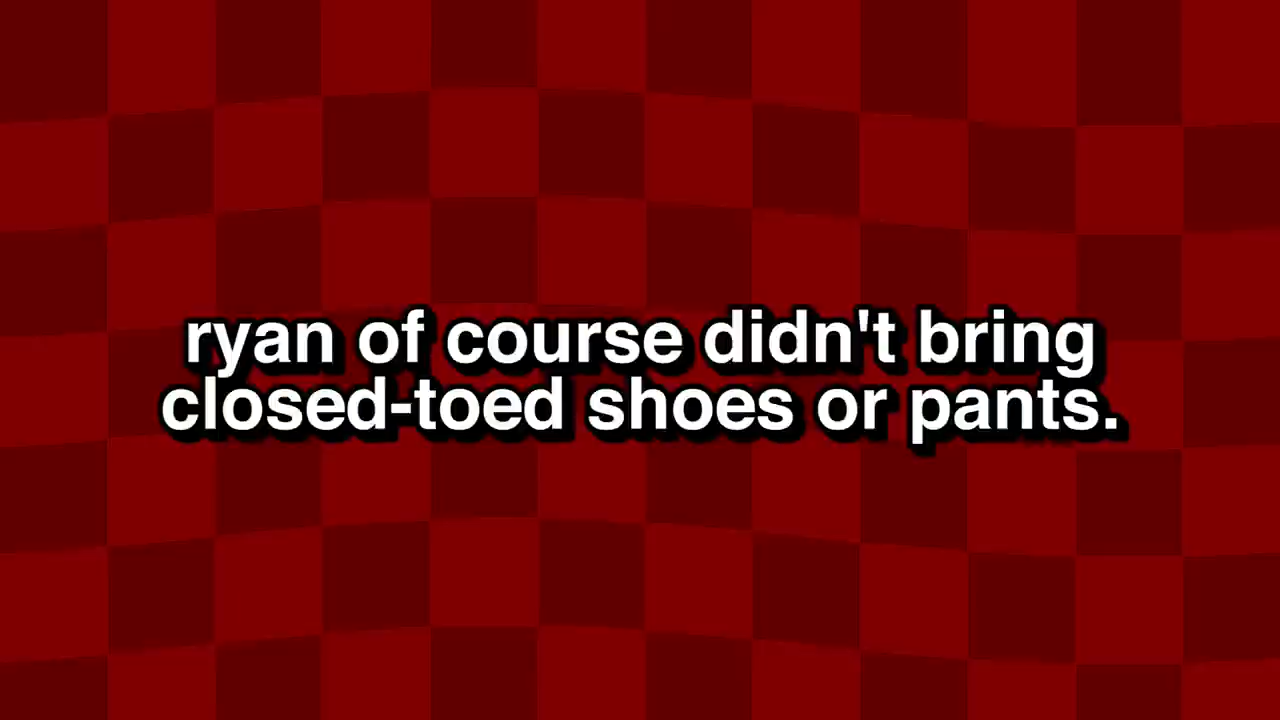 ryan of course didn't bring
closed-toed shoes or pants.